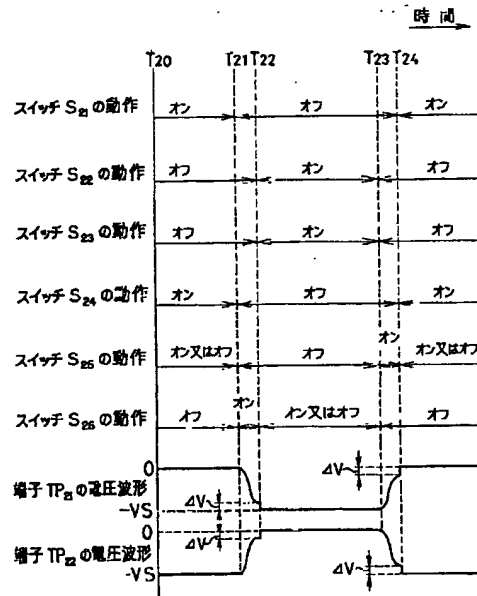 時間
T20 T21 T22 T23 T24
スイッチ S21 の動作 オン オフ オン
スイッチ S22 の動作 オフ オン オフ
スイッチ S23 の動作 オフ オン オフ
スイッチ S24 の動作 オン オフ オン
オン
スイッチ S25 の動作 オン又はオフ オフ オン又はオフ
オン
スイッチ S26 の動作 オフ オン又はオフ オフ
0
ΔV
端子 TP21 の電圧波形
ΔV
-VS
0
ΔV
端子 TP22 の電圧波形
ΔV
-VS